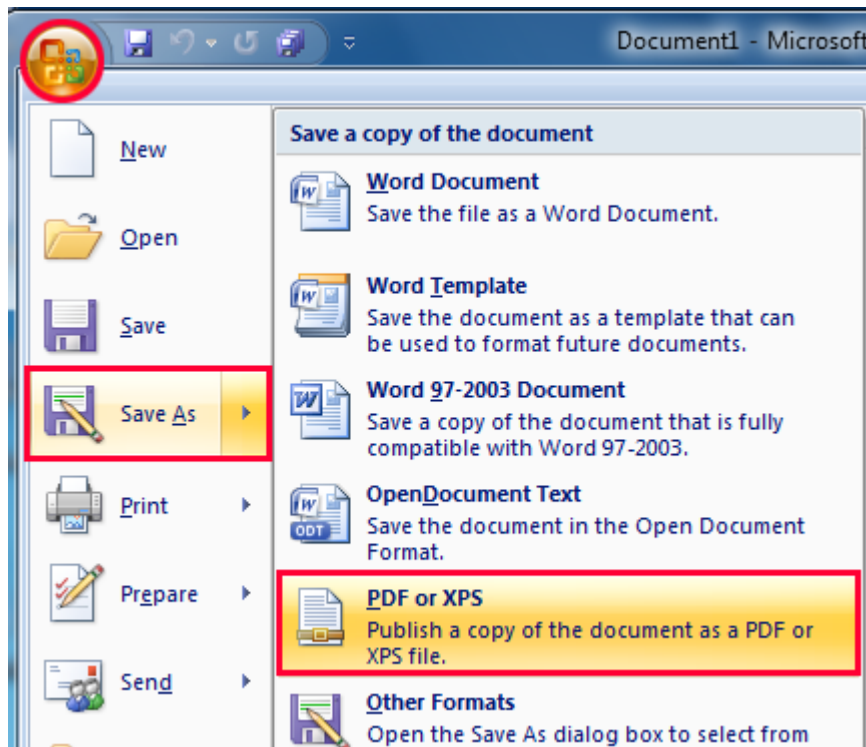 Document1 - Microsoft
New
Open
Save
Save As
Print
Prepare
Send
Save a copy of the document
Word Document
Save the file as a Word Document.
Word Template
Save the document as a template that can
be used to format future documents.
Word 97-2003 Document
Save a copy of the document that is fully
compatible with Word 97-2003.
OpenDocument Text
Save the document in the Open Document
Format.
ODT
PDF or XPS
Publish a copy of the document as a PDF or
XPS file.
Other Formats
Open the Save As dialog box to select from